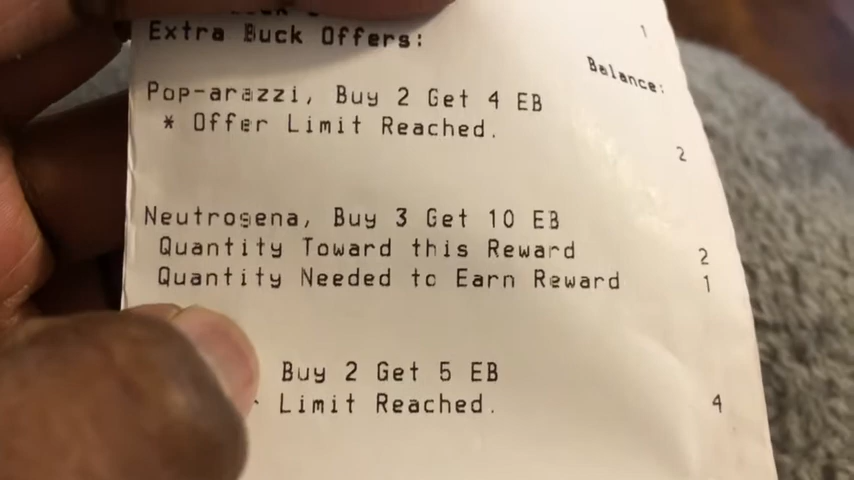 Extra Buck Offers:
1
Balance:
Pop-arazzi, Buy 2 Get 4 EB
* Offer Limit Reached.
2
Neutrogena, Buy 3 Get 10 EB
Quantity Toward this Reward 2
Quantity Needed to Earn Reward 1
Buy 2 Get 5 EB
Limit Reached. 4